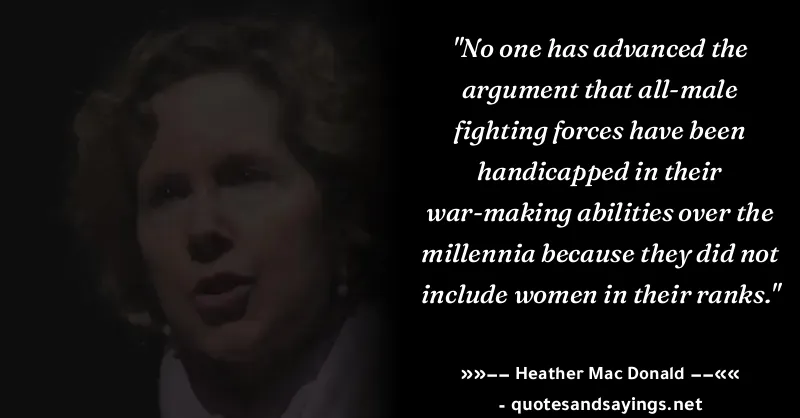 "No one has advanced the
argument that all-male
fighting forces have been
handicapped in their
war-making abilities over the
millennia because they did not
include women in their ranks."
»»−− Heather Mac Donald −−««
- quotesandsayings.net